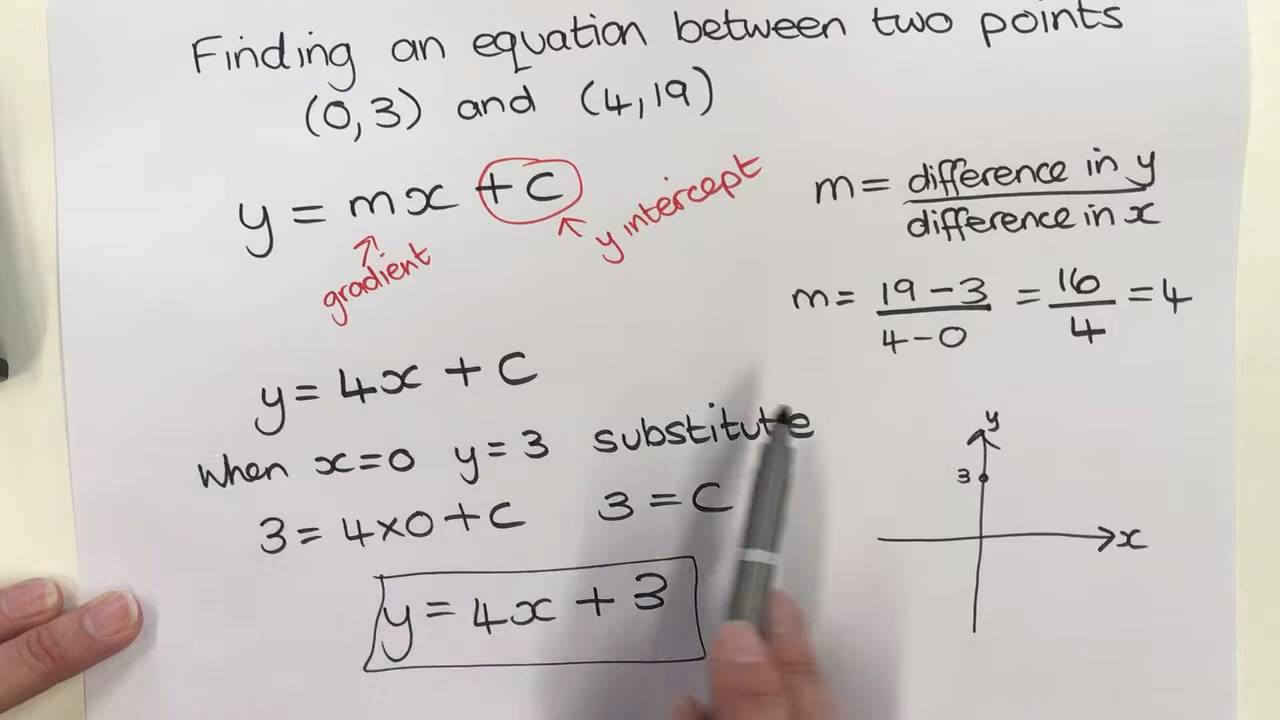 Finding an equation between two points
(0,3) and (4,19)
y = mx + c
gradient
y intercept
m = difference in y
difference in x
m = 19 - 3 = 16 = 4
4 - 0 4
y = 4x + c
When x=0 y=3 substitute
3 = 4×0+c 3 = c
y = 4x + 3
y
3
x